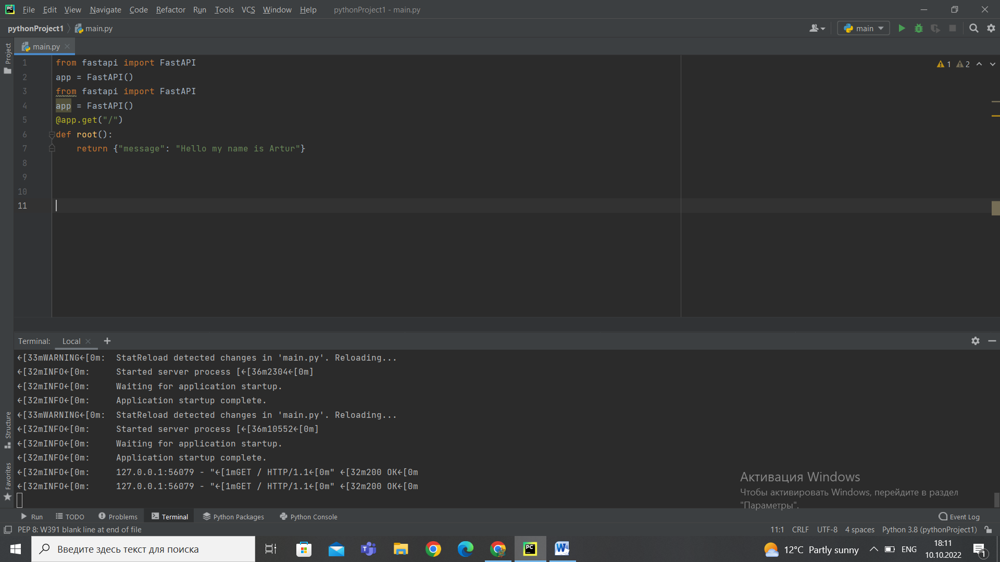 PC File Edit View Navigate Code Refactor Run Tools VCS Window Help pythonProject1 - main.py
pythonProject1 main.py main
Project
main.py
1 from fastapi import FastAPI
2 app = FastAPI()
3 from fastapi import FastAPI
4 app = FastAPI()
5 @app.get("/")
6 def root():
7     return {"message": "Hello my name is Artur"}
8
9
10
11
1 2
Terminal: Local +
←[33mWARNING←[0m:  StatReload detected changes in 'main.py'. Reloading...
←[32mINFO←[0m:     Started server process [←[36m2304←[0m]
←[32mINFO←[0m:     Waiting for application startup.
←[32mINFO←[0m:     Application startup complete.
←[33mWARNING←[0m:  StatReload detected changes in 'main.py'. Reloading...
←[32mINFO←[0m:     Started server process [←[36m10552←[0m]
←[32mINFO←[0m:     Waiting for application startup.
←[32mINFO←[0m:     Application startup complete.
←[32mINFO←[0m:     127.0.0.1:56079 - "←[1mGET / HTTP/1.1←[0m" ←[32m200 OK←[0m
←[32mINFO←[0m:     127.0.0.1:56079 - "←[1mGET / HTTP/1.1←[0m" ←[32m200 OK←[0m
Structure
Favorites
Активация Windows
Чтобы активировать Windows, перейдите в раздел
"Параметры".
Run TODO Problems Terminal Python Packages Python Console Event Log
PEP 8: W391 blank line at end of file 11:1 CRLF UTF-8 4 spaces Python 3.8 (pythonProject1)
Введите здесь текст для поиска 12°C Partly sunny ENG
18:11
10.10.2022
1